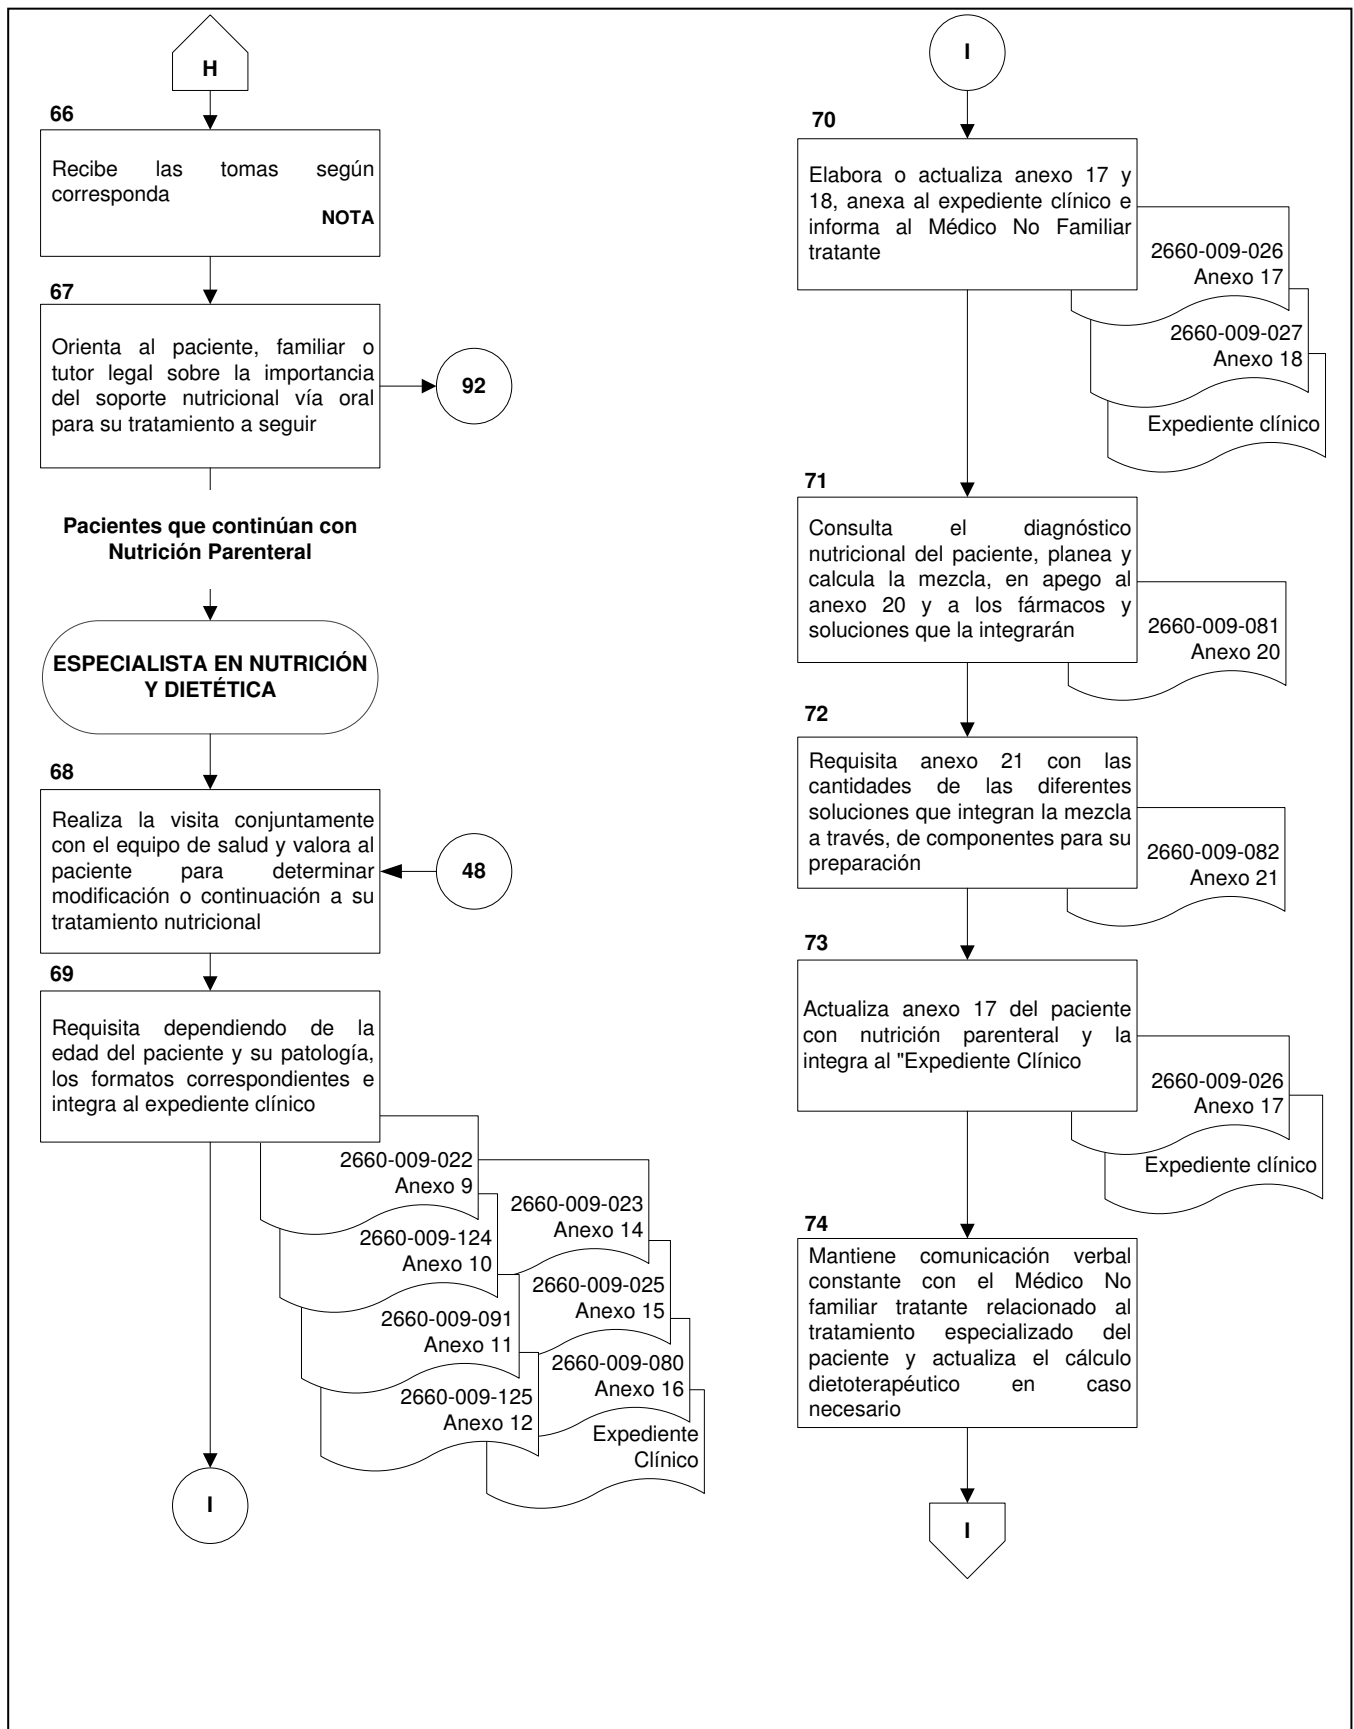 H
66
Recibe las tomas según
corresponda
NOTA
67
Orienta al paciente, familiar o
tutor legal sobre la importancia
del soporte nutricional vía oral
para su tratamiento a seguir
92
Pacientes que continúan con
Nutrición Parenteral
ESPECIALISTA EN NUTRICIÓN
Y DIETÉTICA
68
Realiza la visita conjuntamente
con el equipo de salud y valora al
paciente para determinar
modificación o continuación a su
tratamiento nutricional
48
69
Requisita dependiendo de la
edad del paciente y su patología,
los formatos correspondientes e
integra al expediente clínico
2660-009-022
Anexo 9
2660-009-124
Anexo 10
2660-009-091
Anexo 11
2660-009-125
Anexo 12
2660-009-023
Anexo 14
2660-009-025
Anexo 15
2660-009-080
Anexo 16
Expediente
Clínico
I
I
70
Elabora o actualiza anexo 17 y
18, anexa al expediente clínico e
informa al Médico No Familiar
tratante
2660-009-026
Anexo 17
2660-009-027
Anexo 18
Expediente clínico
71
Consulta el diagnóstico
nutricional del paciente, planea y
calcula la mezcla, en apego al
anexo 20 y a los fármacos y
soluciones que la integrarán
2660-009-081
Anexo 20
72
Requisita anexo 21 con las
cantidades de las diferentes
soluciones que integran la mezcla
a través, de componentes para su
preparación
2660-009-082
Anexo 21
73
Actualiza anexo 17 del paciente
con nutrición parenteral y la
integra al "Expediente Clínico
2660-009-026
Anexo 17
Expediente clínico
74
Mantiene comunicación verbal
constante con el Médico No
familiar tratante relacionado al
tratamiento especializado del
paciente y actualiza el cálculo
dietoterapéutico en caso
necesario
I